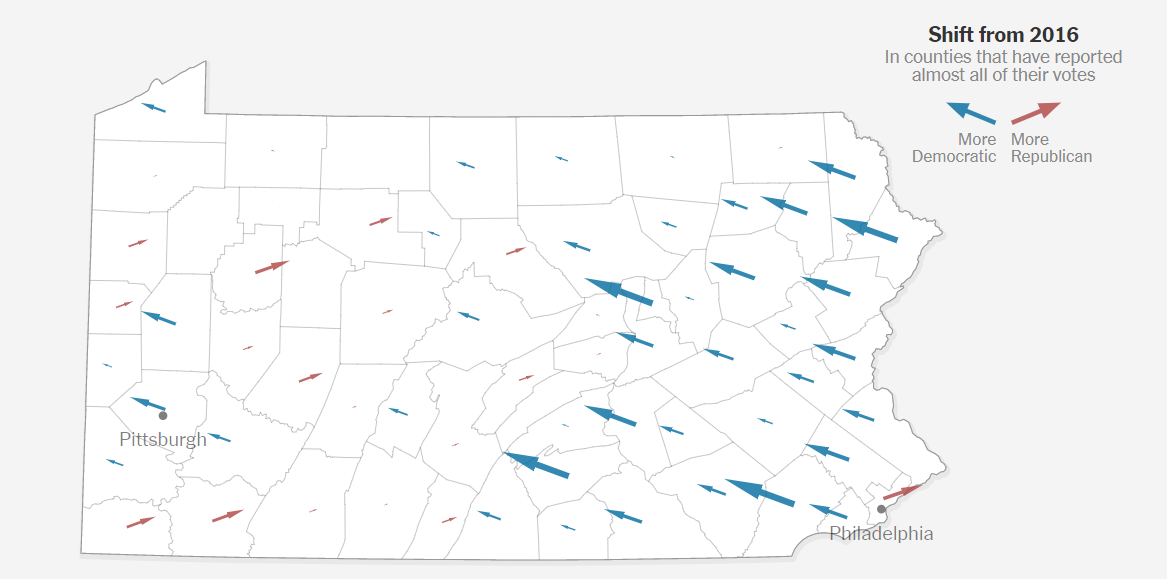 Shift from 2016
In counties that have reported
almost all of their votes
More
Democratic
More
Republican
Pittsburgh
Philadelphia